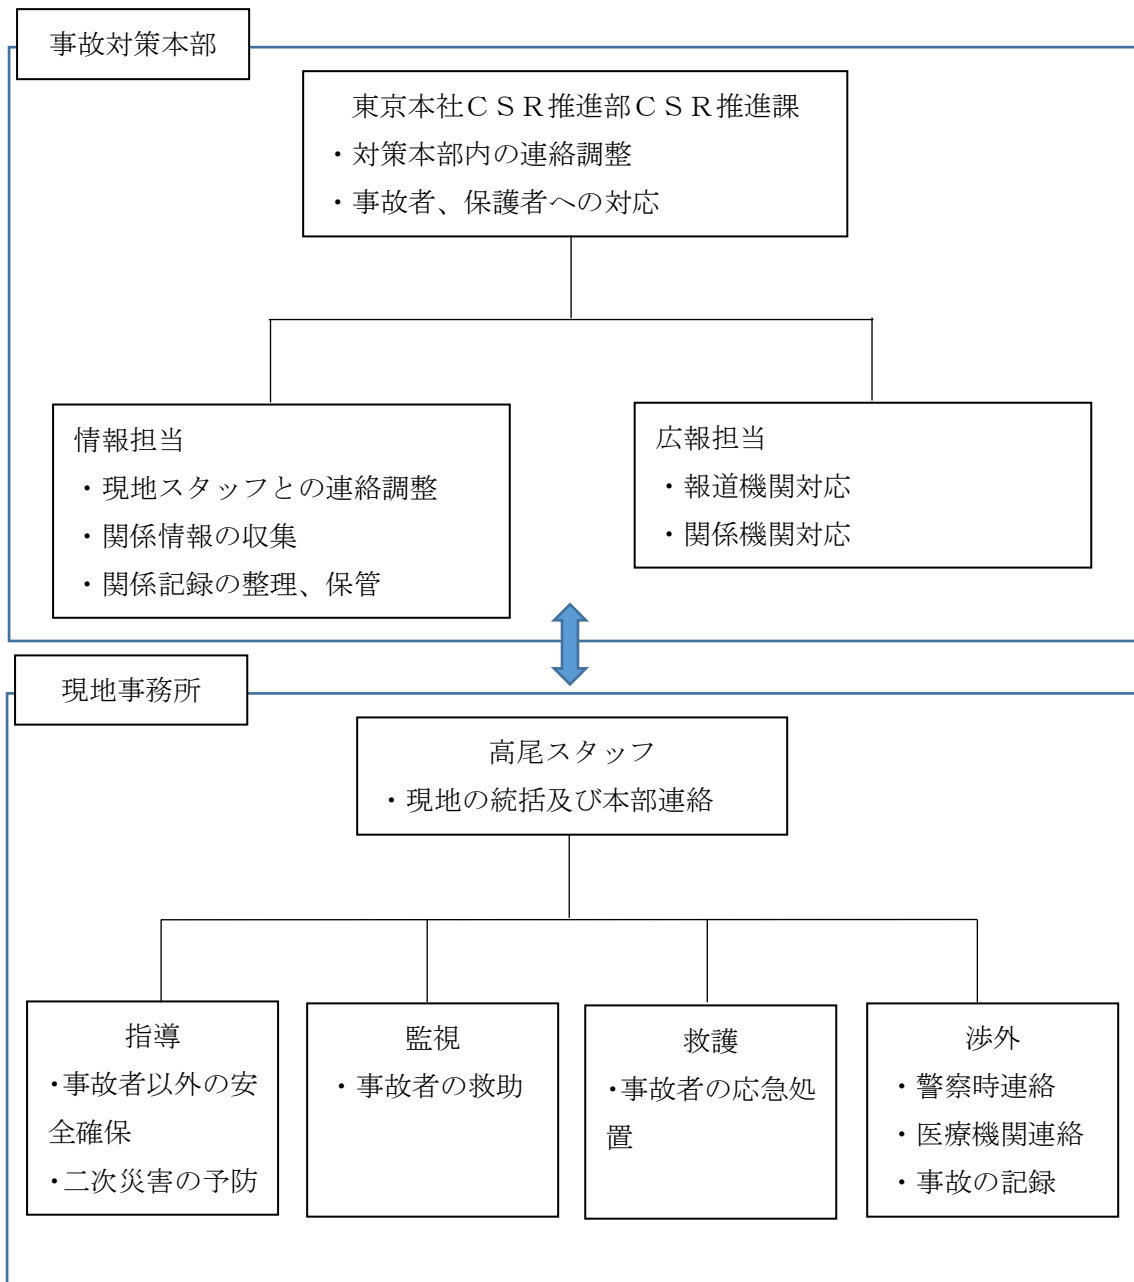 事故対策本部
東京本社ＣＳＲ推進部ＣＳＲ推進課
・対策本部内の連絡調整
・事故者、保護者への対応
情報担当
・現地スタッフとの連絡調整
・関係情報の収集
・関係記録の整理、保管
広報担当
・報道機関対応
・関係機関対応
現地事務所
高尾スタッフ
・現地の統括及び本部連絡
指導
・事故者以外の安
全確保
・二次災害の予防
監視
・事故者の救助
救護
・事故者の応急処
置
渉外
・警察時連絡
・医療機関連絡
・事故の記録